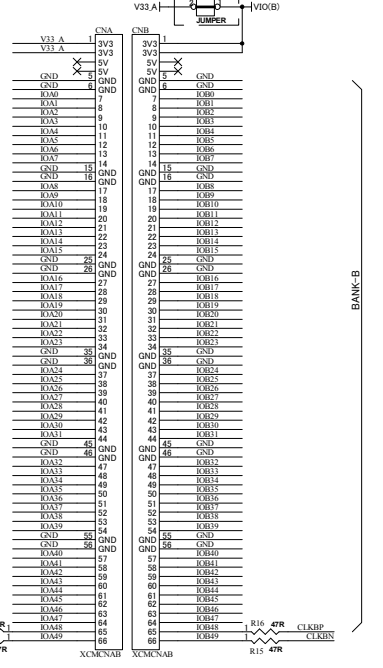 V33_A 2 1 VIO(B)
JUMPER
CNA CNB
V33_A 1 3V3 3V3 1
V33_A 3V3 3V3
5V 5V
5V 5V
GND 5 GND GND 5 GND
GND 6 GND GND 6 GND
IOA0 7 7 IOB0
IOA1 8 8 IOB1
IOA2 9 9 IOB2
IOA3 10 10 IOB3
IOA4 11 11 IOB4
IOA5 12 12 IOB5
IOA6 13 13 IOB6
IOA7 14 14 IOB7
GND 15 GND GND 15 GND
GND 16 GND GND 16 GND
IOA8 17 17 IOB8
IOA9 18 18 IOB9
IOA10 19 19 IOB10
IOA11 20 20 IOB11
IOA12 21 21 IOB12
IOA13 22 22 IOB13
IOA14 23 23 IOB14
IOA15 24 24 IOB15
GND 25 GND GND 25 GND
GND 26 GND GND 26 GND
IOA16 27 27 IOB16
IOA17 28 28 IOB17
IOA18 29 29 IOB18
IOA19 30 30 IOB19
IOA20 31 31 IOB20
IOA21 32 32 IOB21
IOA22 33 33 IOB22
IOA23 34 34 IOB23
GND 35 GND GND 35 GND
GND 36 GND GND 36 GND
IOA24 37 37 IOB24
IOA25 38 38 IOB25
IOA26 39 39 IOB26
IOA27 40 40 IOB27
IOA28 41 41 IOB28
IOA29 42 42 IOB29
IOA30 43 43 IOB30
IOA31 44 44 IOB31
GND 45 GND GND 45 GND
GND 46 GND GND 46 GND
IOA32 47 47 IOB32
IOA33 48 48 IOB33
IOA34 49 49 IOB34
IOA35 50 50 IOB35
IOA36 51 51 IOB36
IOA37 52 52 IOB37
IOA38 53 53 IOB38
IOA39 54 54 IOB39
GND 55 GND GND 55 GND
GND 56 GND GND 56 GND
IOA40 57 57 IOB40
IOA41 58 58 IOB41
IOA42 59 59 IOB42
IOA43 60 60 IOB43
IOA44 61 61 IOB44
IOA45 62 62 IOB45
IOA46 63 63 IOB46
IOA47 64 64 IOB47
IOA48 65 65 IOB48 R16 47R CLKBP
IOA49 66 66 IOB49 R15 47R CLKBN
XCMCNAB XCMCNAB
BANK-B